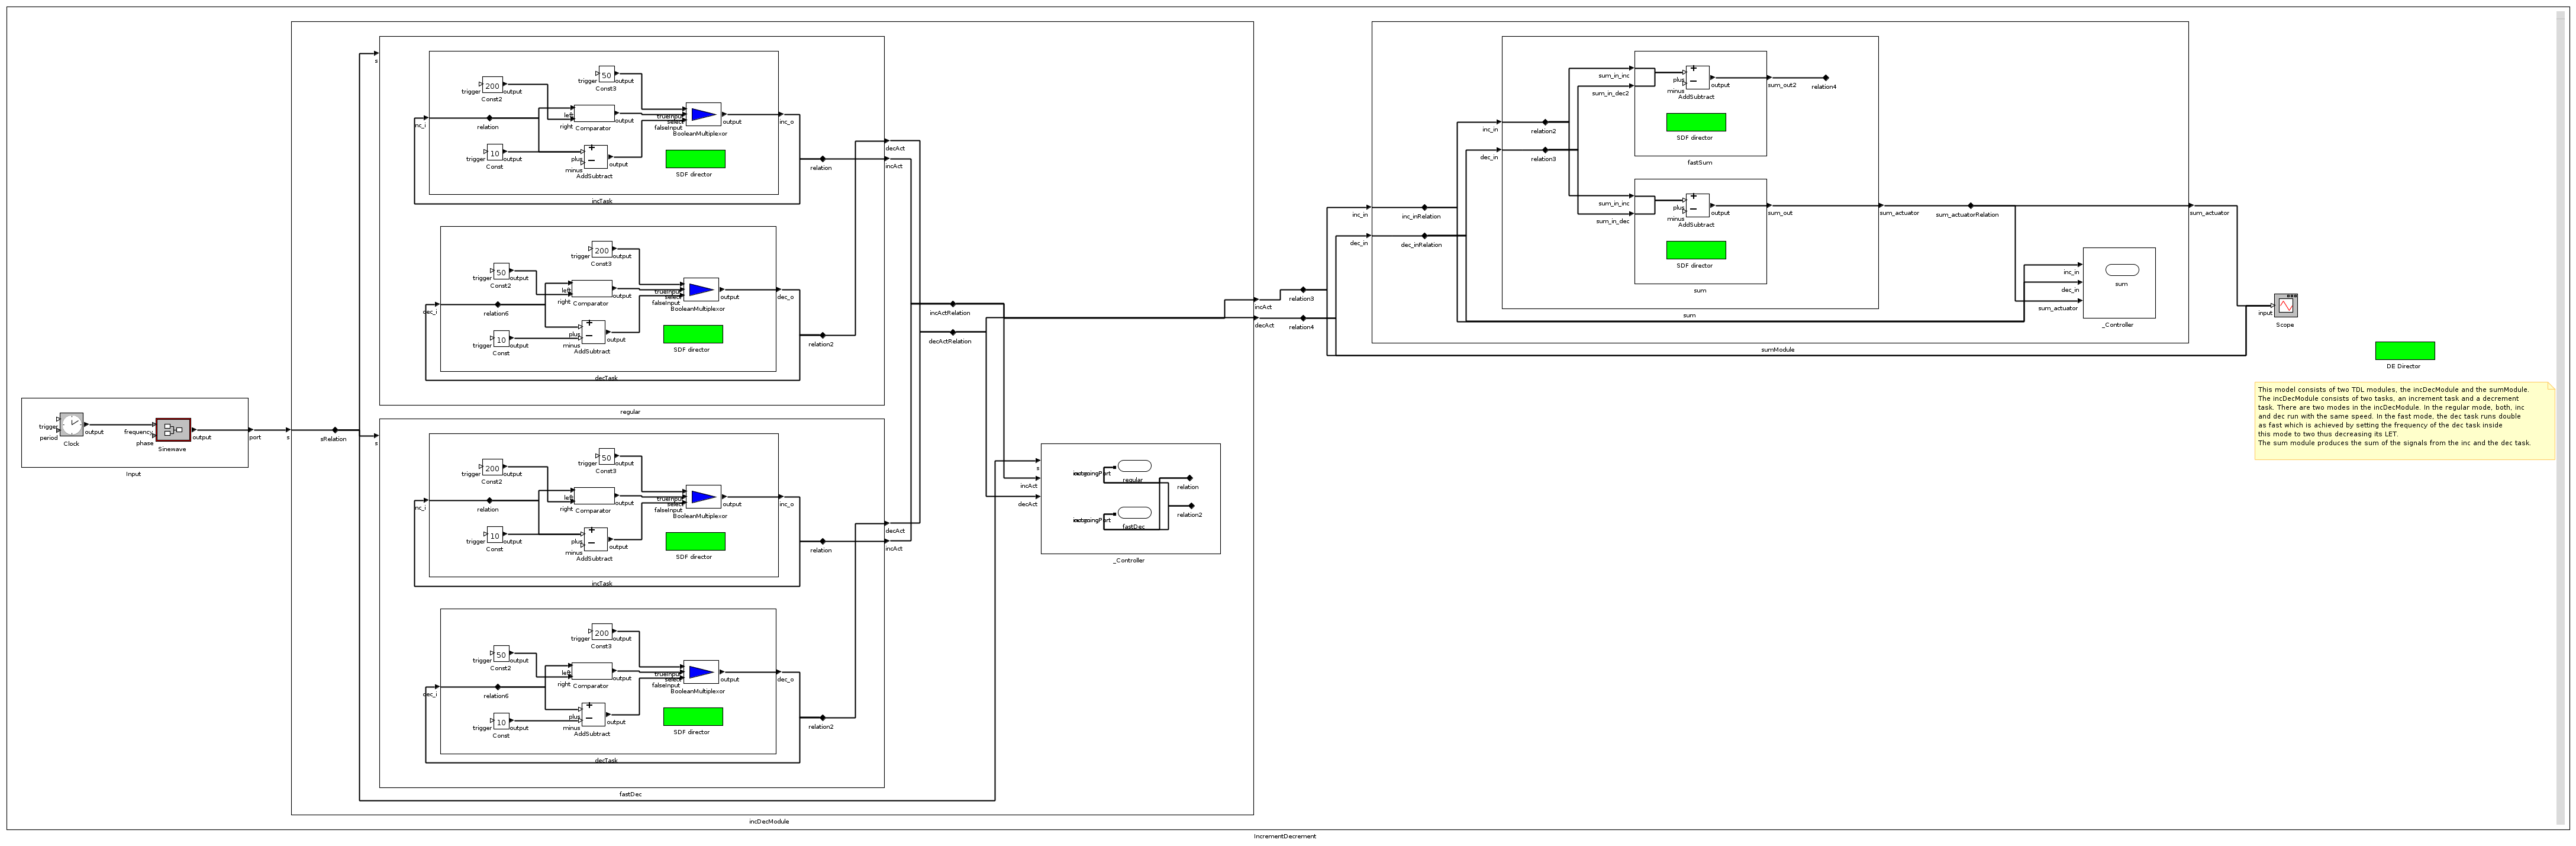 trigger
period
Clock
output
frequency
phase
Sinewave
output
port
Input
s
sRelation
s
trigger
200
output
Const2
trigger
50
output
Const3
inc_i
relation
left
right
Comparator
output
trueInput
select
falseInput
BooleanMultiplexor
output
inc_o
trigger
10
output
Const
plus
minus
AddSubtract
output
SDF director
incTask
relation
trigger
200
output
Const3
trigger
50
output
Const2
dec_i
relation6
left
right
Comparator
output
trueInput
select
falseInput
BooleanMultiplexor
output
dec_o
trigger
10
output
Const
plus
minus
AddSubtract
output
SDF director
decTask
relation2
decAct
incAct
regular
s
trigger
200
output
Const2
trigger
50
output
Const3
inc_i
relation
left
right
Comparator
output
trueInput
select
falseInput
BooleanMultiplexor
output
inc_o
trigger
10
output
Const
plus
minus
AddSubtract
output
SDF director
incTask
relation
trigger
200
output
Const3
trigger
50
output
Const2
dec_i
relation6
left
right
Comparator
output
trueInput
select
falseInput
BooleanMultiplexor
output
dec_o
trigger
10
output
Const
plus
minus
AddSubtract
output
SDF director
decTask
relation2
decAct
incAct
fastDec
incActRelation
decActRelation
s
incAct
decAct
regular
relation
fastDec
relation2
_Controller
incAct
decAct
incDecModule
relation3
relation4
inc_in
dec_in
inc_inRelation
dec_inRelation
inc_in
dec_in
relation2
relation3
sum_in_inc
sum_in_dec2
plus
minus
AddSubtract
output
sum_out2
relation4
SDF director
fastSum
sum_in_inc
sum_in_dec
plus
minus
AddSubtract
output
sum_out
SDF director
sum
sum
sum_actuator
sum_actuatorRelation
inc_in
dec_in
sum_actuator
sum
_Controller
sum_actuator
sumModule
input
Scope
DE Director
This model consists of two TDL modules, the incDecModule and the sumModule.
The incDecModule consists of two tasks, an increment task and a decrement
task. There are two modes in the incDecModule. In the regular mode, both, inc
and dec run with the same speed. In the fast mode, the dec task runs double
as fast which is achieved by setting the frequency of the dec task inside
this mode to two thus decreasing its LET.
The sum module produces the sum of the signals from the inc and the dec task.
IncrementDecrement